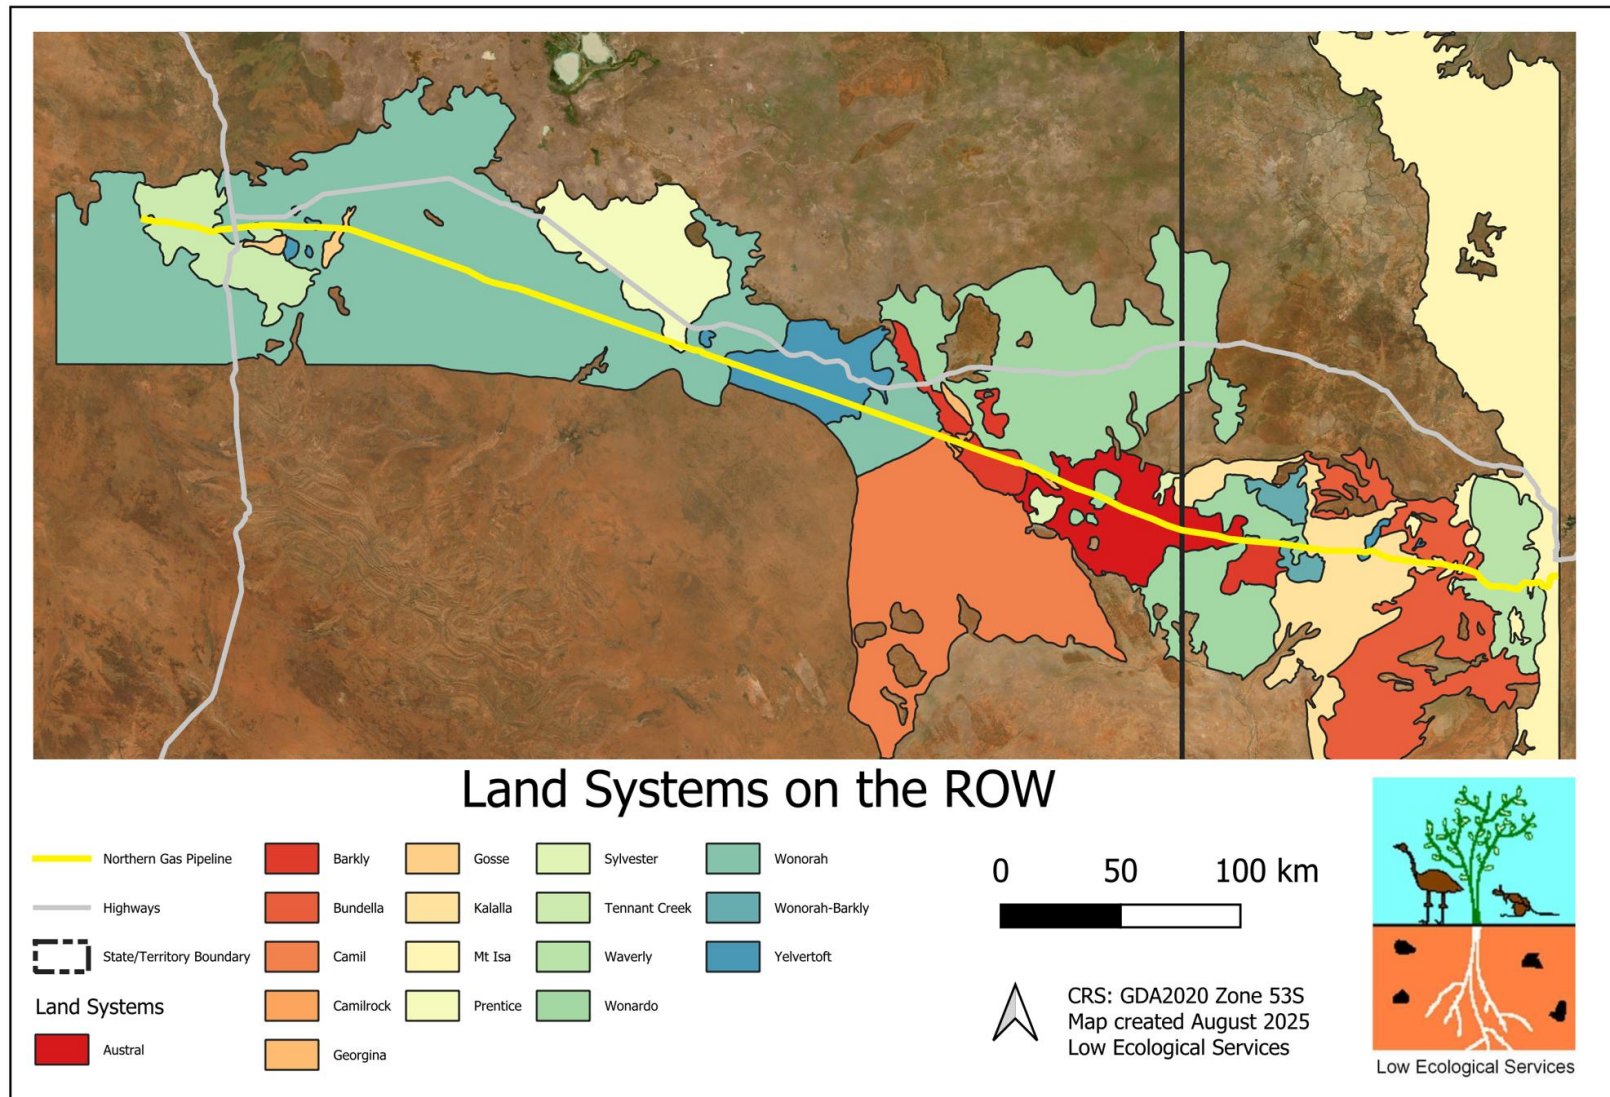 Land Systems on the ROW
Northern Gas Pipeline
Highways
State/Territory Boundary
Land Systems
Austral
Barkly
Bundella
Camil
Camilrock
Georgina
Gosse
Kalalla
Mt Isa
Prentice
Sylvester
Tennant Creek
Waverly
Wonardo
Wonorah
Wonorah-Barkly
Yelvertoft
0 50 100 km
CRS: GDA2020 Zone 53S
Map created August 2025
Low Ecological Services
Low Ecological Services